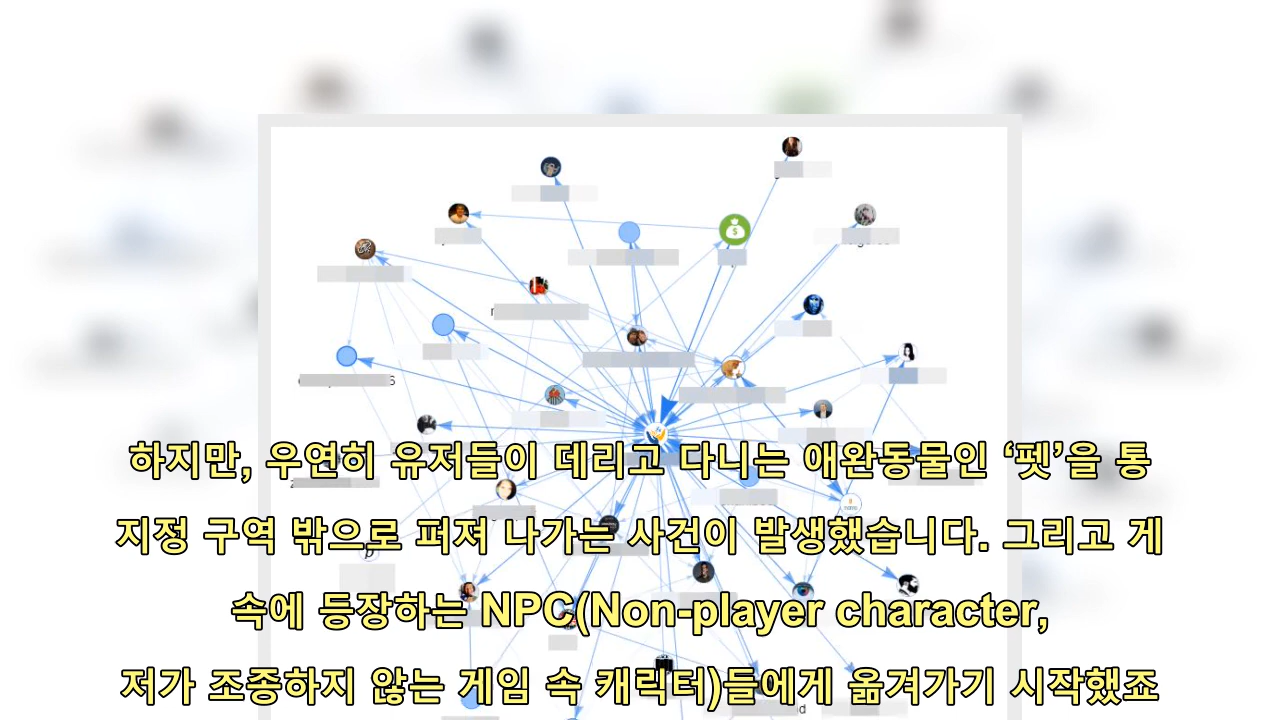 하지만, 우연히 유저들이 데리고 다니는 애완동물인 ‘펫’을 통
지정 구역 밖으로 퍼져 나가는 사건이 발생했습니다. 그리고 게
속에 등장하는 NPC(Non-player character,
저가 조종하지 않는 게임 속 캐릭터)들에게 옮겨가기 시작했죠